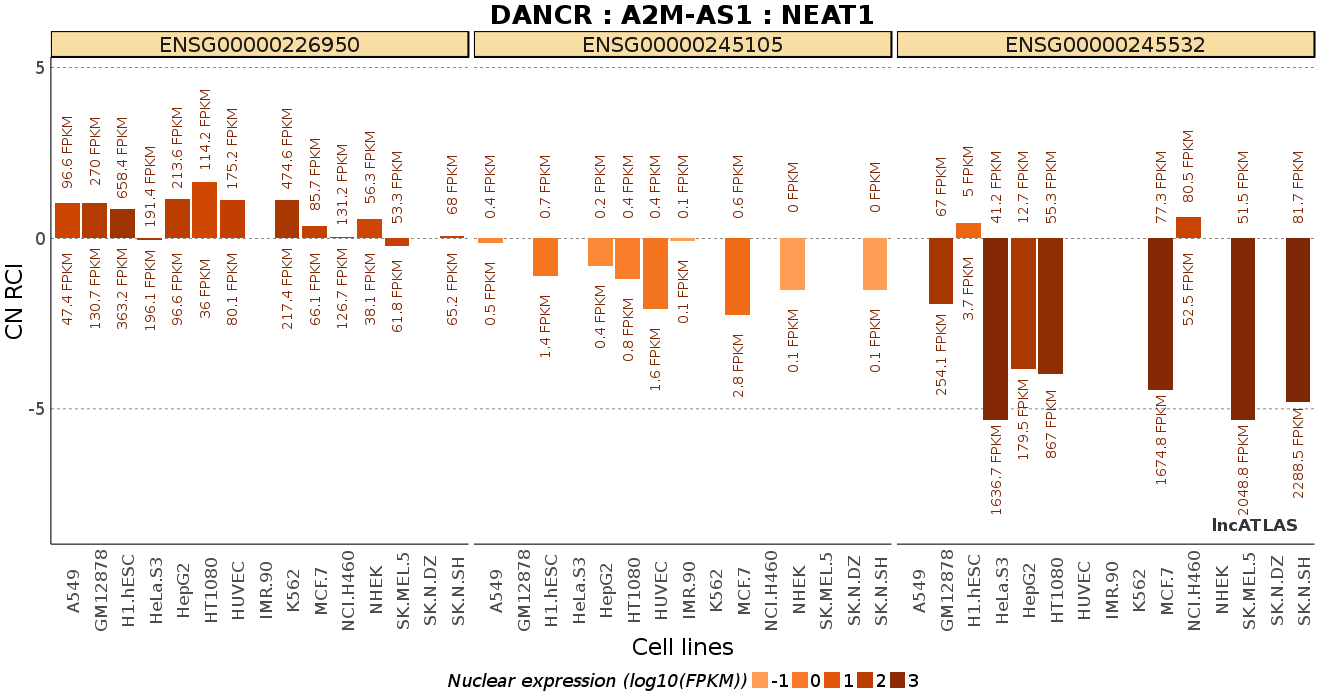 DANCR : A2M-AS1 : NEAT1
ENSG00000226950
ENSG00000245105
ENSG00000245532
CN RCI
5
0
-5
96.6 FPKM
270 FPKM
658.4 FPKM
191.4 FPKM
213.6 FPKM
114.2 FPKM
175.2 FPKM
474.6 FPKM
85.7 FPKM
131.2 FPKM
56.3 FPKM
53.3 FPKM
68 FPKM
47.4 FPKM
130.7 FPKM
363.2 FPKM
196.1 FPKM
96.6 FPKM
36 FPKM
80.1 FPKM
217.4 FPKM
66.1 FPKM
126.7 FPKM
38.1 FPKM
61.8 FPKM
65.2 FPKM
0.4 FPKM
0.7 FPKM
0.2 FPKM
0.4 FPKM
0.4 FPKM
0.1 FPKM
0.6 FPKM
0 FPKM
0 FPKM
0.5 FPKM
1.4 FPKM
0.4 FPKM
0.8 FPKM
1.6 FPKM
0.1 FPKM
2.8 FPKM
0.1 FPKM
0.1 FPKM
67 FPKM
5 FPKM
41.2 FPKM
12.7 FPKM
55.3 FPKM
77.3 FPKM
80.5 FPKM
51.5 FPKM
81.7 FPKM
254.1 FPKM
3.7 FPKM
1636.7 FPKM
179.5 FPKM
867 FPKM
1674.8 FPKM
52.5 FPKM
2048.8 FPKM
2288.5 FPKM
lncATLAS
A549
GM12878
H1.hESC
HeLa.S3
HepG2
HT1080
HUVEC
IMR.90
K562
MCF.7
NCI.H460
NHEK
SK.MEL.5
SK.N.DZ
SK.N.SH
A549
GM12878
H1.hESC
HeLa.S3
HepG2
HT1080
HUVEC
IMR.90
K562
MCF.7
NCI.H460
NHEK
SK.MEL.5
SK.N.DZ
SK.N.SH
A549
GM12878
H1.hESC
HeLa.S3
HepG2
HT1080
HUVEC
IMR.90
K562
MCF.7
NCI.H460
NHEK
SK.MEL.5
SK.N.DZ
SK.N.SH
Cell lines
Nuclear expression (log10(FPKM)) -1 0 1 2 3